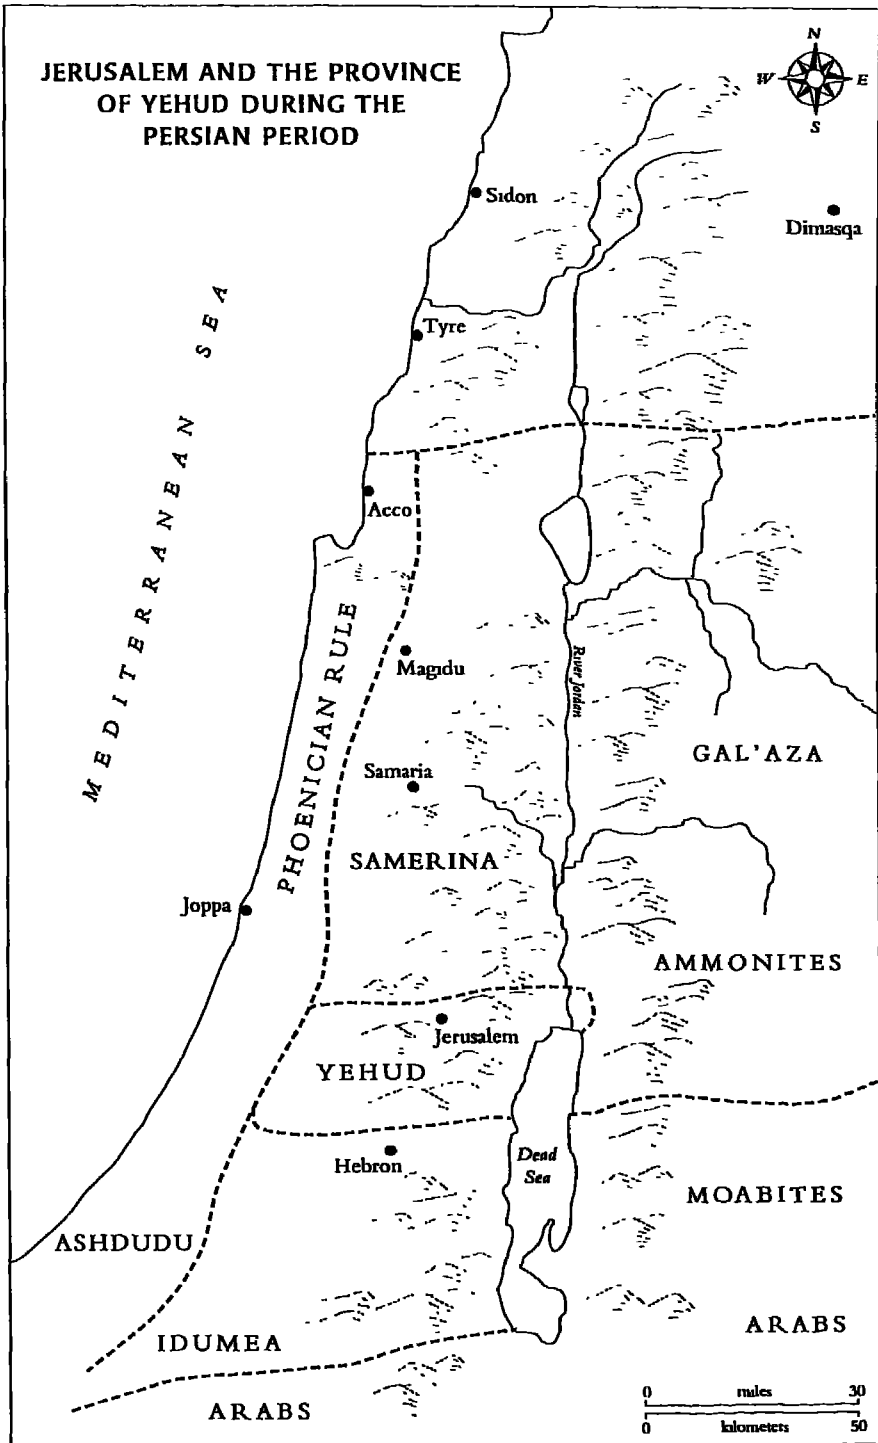 JERUSALEM AND THE PROVINCE
OF YEHUD DURING THE
PERSIAN PERIOD
N
W
E
S
Sidon
Dimasqa
MEDITERRANEAN SEA
Tyre
Acco
PHOENICIAN RULE
Magidu
River Jordan
GAL'AZA
Samaria
SAMERINA
Joppa
AMMONITES
Jerusalem
YEHUD
Hebron
Dead
Sea
MOABITES
ASHDUDU
IDUMEA
ARABS
ARABS
0 miles 30
0 kilometers 50